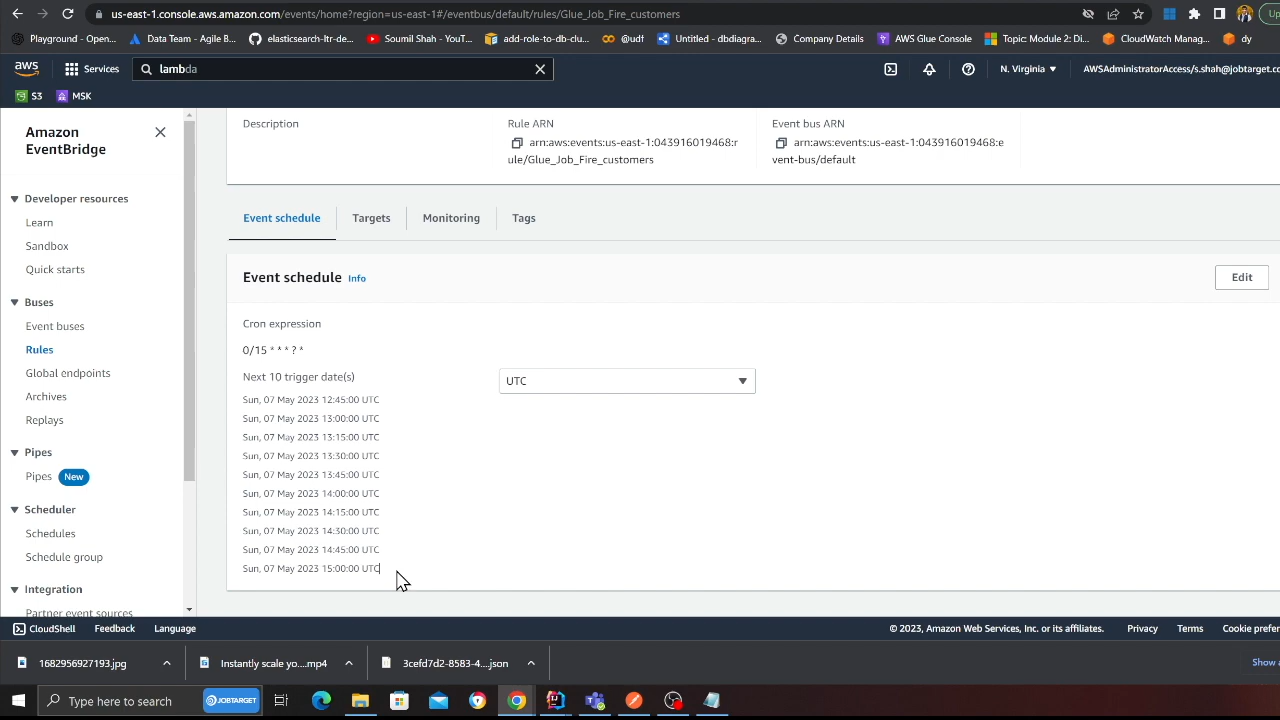 us-east-1.console.aws.amazon.com/events/home?region=us-east-1#/eventbus/default/rules/Glue_Job_Fire_customers
Playground - Open... Data Team - Agile B... elasticsearch-ltr-de... Soumil Shah - YouT... add-role-to-db-clu... @udf Untitled - dbdiagra... Company Details AWS Glue Console Topic: Module 2: Di... CloudWatch Manag... dy
aws Services lambda N. Virginia AWSAdministratorAccess/s.shah@jobtarget.co
S3 MSK
Amazon
EventBridge
Developer resources
Learn
Sandbox
Quick starts
Buses
Event buses
Rules
Global endpoints
Archives
Replays
Pipes
Pipes New
Scheduler
Schedules
Schedule group
Integration
Partner event sources
Description
Rule ARN
arn:aws:events:us-east-1:043916019468:r
ule/Glue_Job_Fire_customers
Event bus ARN
arn:aws:events:us-east-1:043916019468:e
vent-bus/default
Event schedule Targets Monitoring Tags
Event schedule Info
Edit
Cron expression
0/15 * * * ? *
Next 10 trigger date(s)
UTC
Sun, 07 May 2023 12:45:00 UTC
Sun, 07 May 2023 13:00:00 UTC
Sun, 07 May 2023 13:15:00 UTC
Sun, 07 May 2023 13:30:00 UTC
Sun, 07 May 2023 13:45:00 UTC
Sun, 07 May 2023 14:00:00 UTC
Sun, 07 May 2023 14:15:00 UTC
Sun, 07 May 2023 14:30:00 UTC
Sun, 07 May 2023 14:45:00 UTC
Sun, 07 May 2023 15:00:00 UTC
CloudShell Feedback Language © 2023, Amazon Web Services, Inc. or its affiliates. Privacy Terms Cookie prefer
1682956927193.jpg Instantly scale yo....mp4 3cefd7d2-8583-4....json Show a
Type here to search JOBTARGET